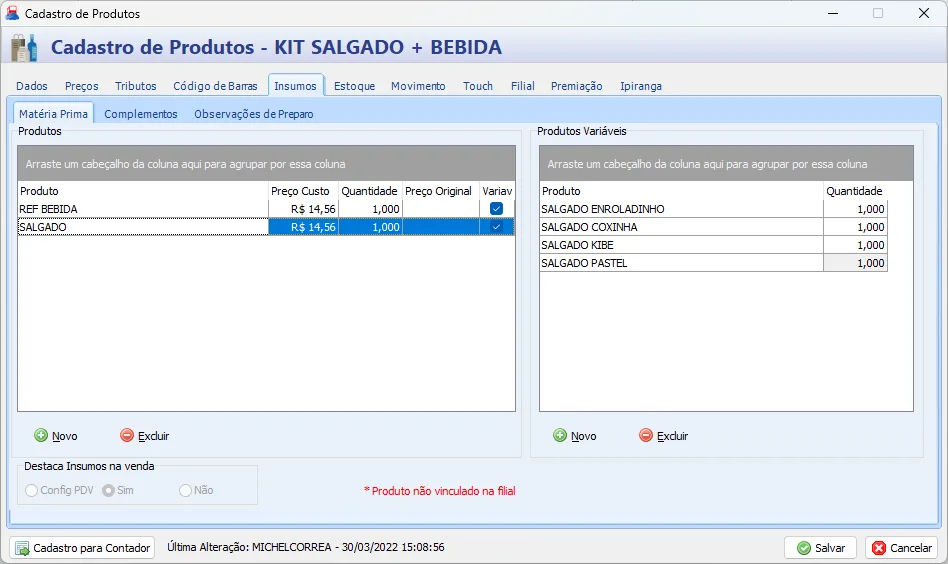 Cadastro de Produtos
Cadastro de Produtos - KIT SALGADO + BEBIDA
Dados Preços Tributos Código de Barras Insumos Estoque Movimento Touch Filial Premiação Ipiranga
Matéria Prima Complementos Observações de Preparo
Produtos
Arraste um cabeçalho da coluna aqui para agrupar por essa coluna
Produto Preço Custo Quantidade Preço Original Variav
REF BEBIDA R$ 14,56 1,000
SALGADO R$ 14,56 1,000
Novo Excluir
Produtos Variáveis
Arraste um cabeçalho da coluna aqui para agrupar por essa coluna
Produto Quantidade
SALGADO ENROLADINHO 1,000
SALGADO COXINHA 1,000
SALGADO KIBE 1,000
SALGADO PASTEL 1,000
Novo Excluir
Destaca Insumos na venda
Config PDV Sim Não
* Produto não vinculado na filial
Cadastro para Contador Última Alteração: MICHELCORREA - 30/03/2022 15:08:56 Salvar Cancelar